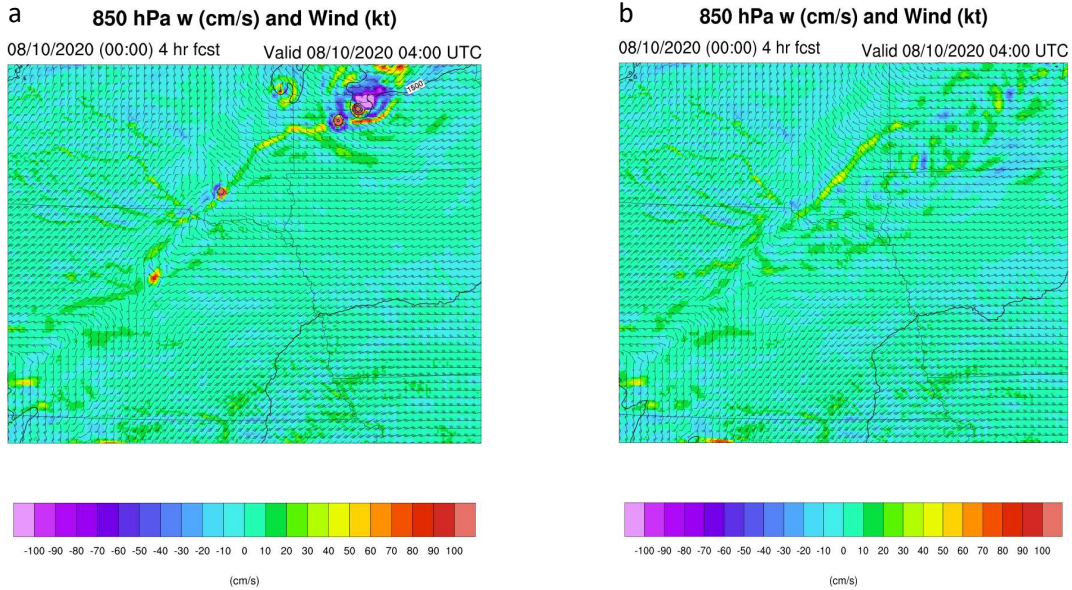 a
850 hPa w (cm/s) and Wind (kt)
08/10/2020 (00:00) 4 hr fcst Valid 08/10/2020 04:00 UTC
1500
-100 -90 -80 -70 -60 -50 -40 -30 -20 -10 0 10 20 30 40 50 60 70 80 90 100
(cm/s)
b
850 hPa w (cm/s) and Wind (kt)
08/10/2020 (00:00) 4 hr fcst Valid 08/10/2020 04:00 UTC
-100 -90 -80 -70 -60 -50 -40 -30 -20 -10 0 10 20 30 40 50 60 70 80 90 100
(cm/s)